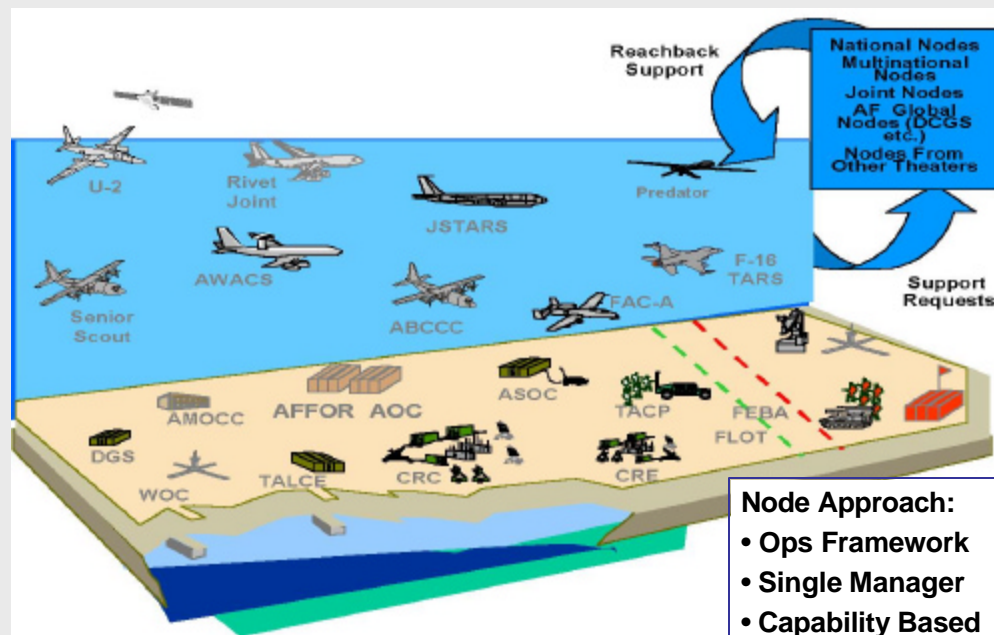 Reachback
Support
National Nodes
Multinational
Nodes
Joint Nodes
AF Global
Nodes (DCGS
etc.)
Nodes From
Other Theaters
U-2
Rivet
Joint
JSTARS
Predator
AWACS
F-16
TARS
Support
Requests
Senior
Scout
ABCCC
FAC-A
AMOCC
AFFOR AOC
ASOC
TACP
FEBA
FLOT
DGS
WOC
TALCE
CRC
CRE
Node Approach:
• Ops Framework
• Single Manager
• Capability Based